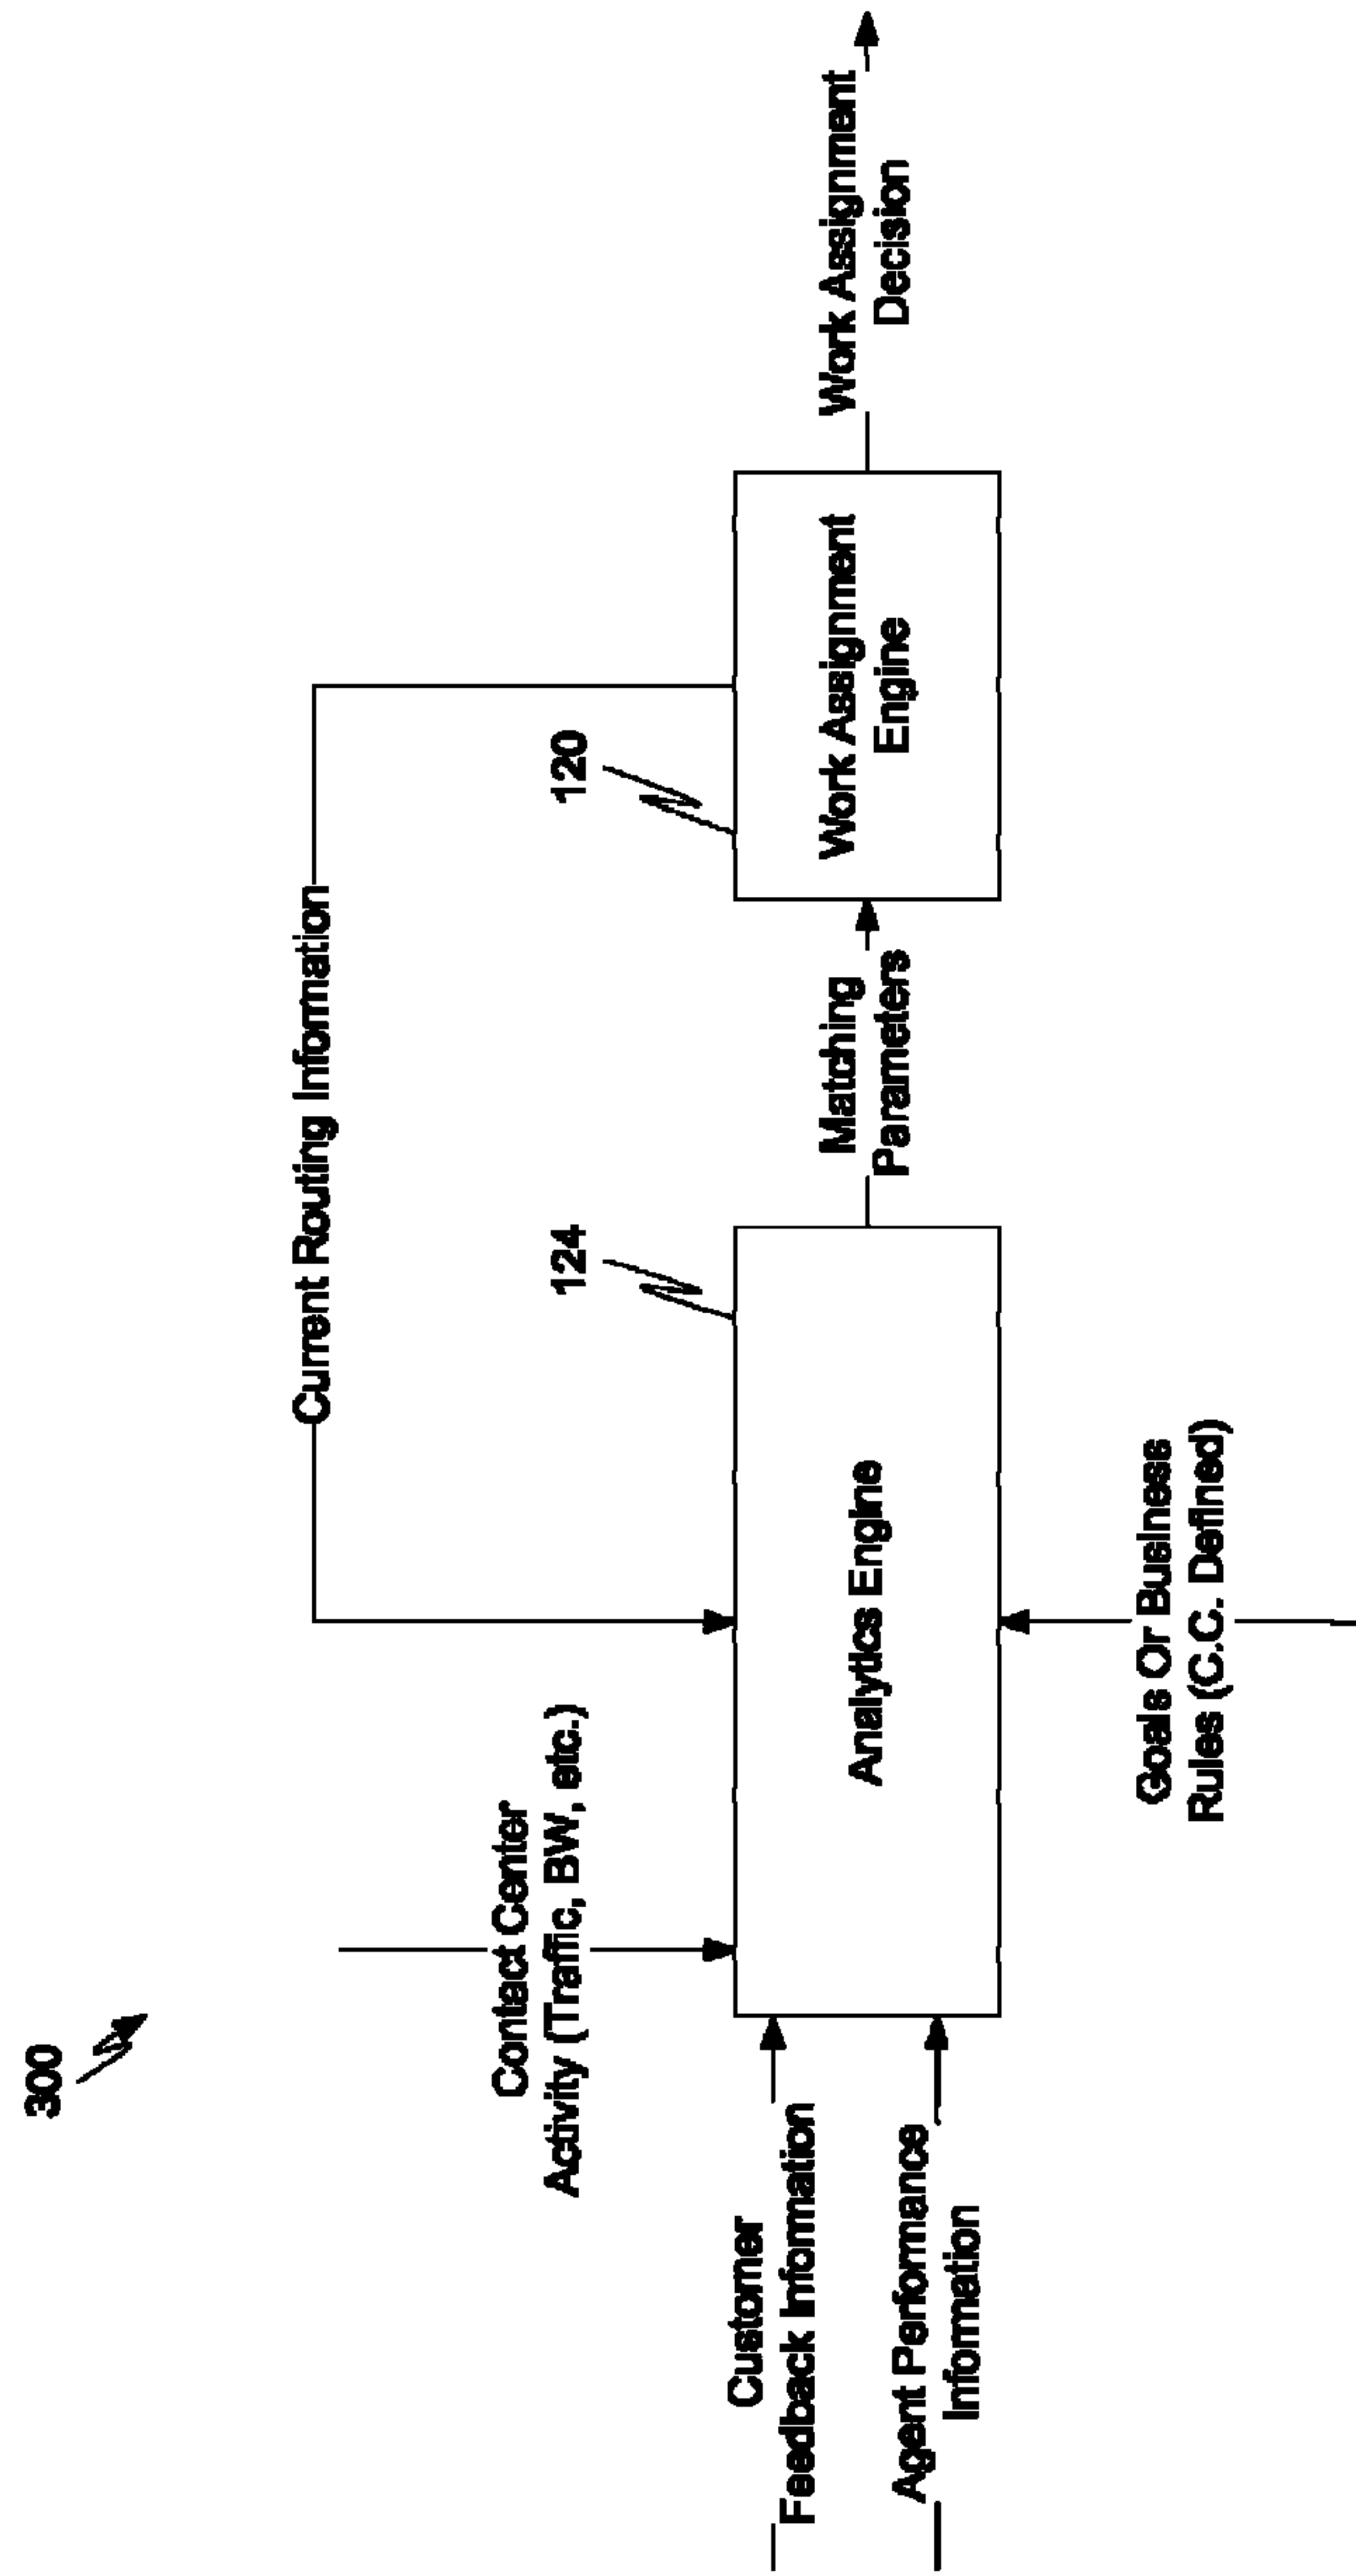 300
Current Routing Information
Contact Center
Activity (Traffic, BW, etc.)
124
120
Customer
Feedback Information
Agent Performance
Information
Analytics Engine
Matching
Parameters
Work Assignment
Engine
Work Assignment
Decision
Goals Or Business
Rules (C.C. Defined)